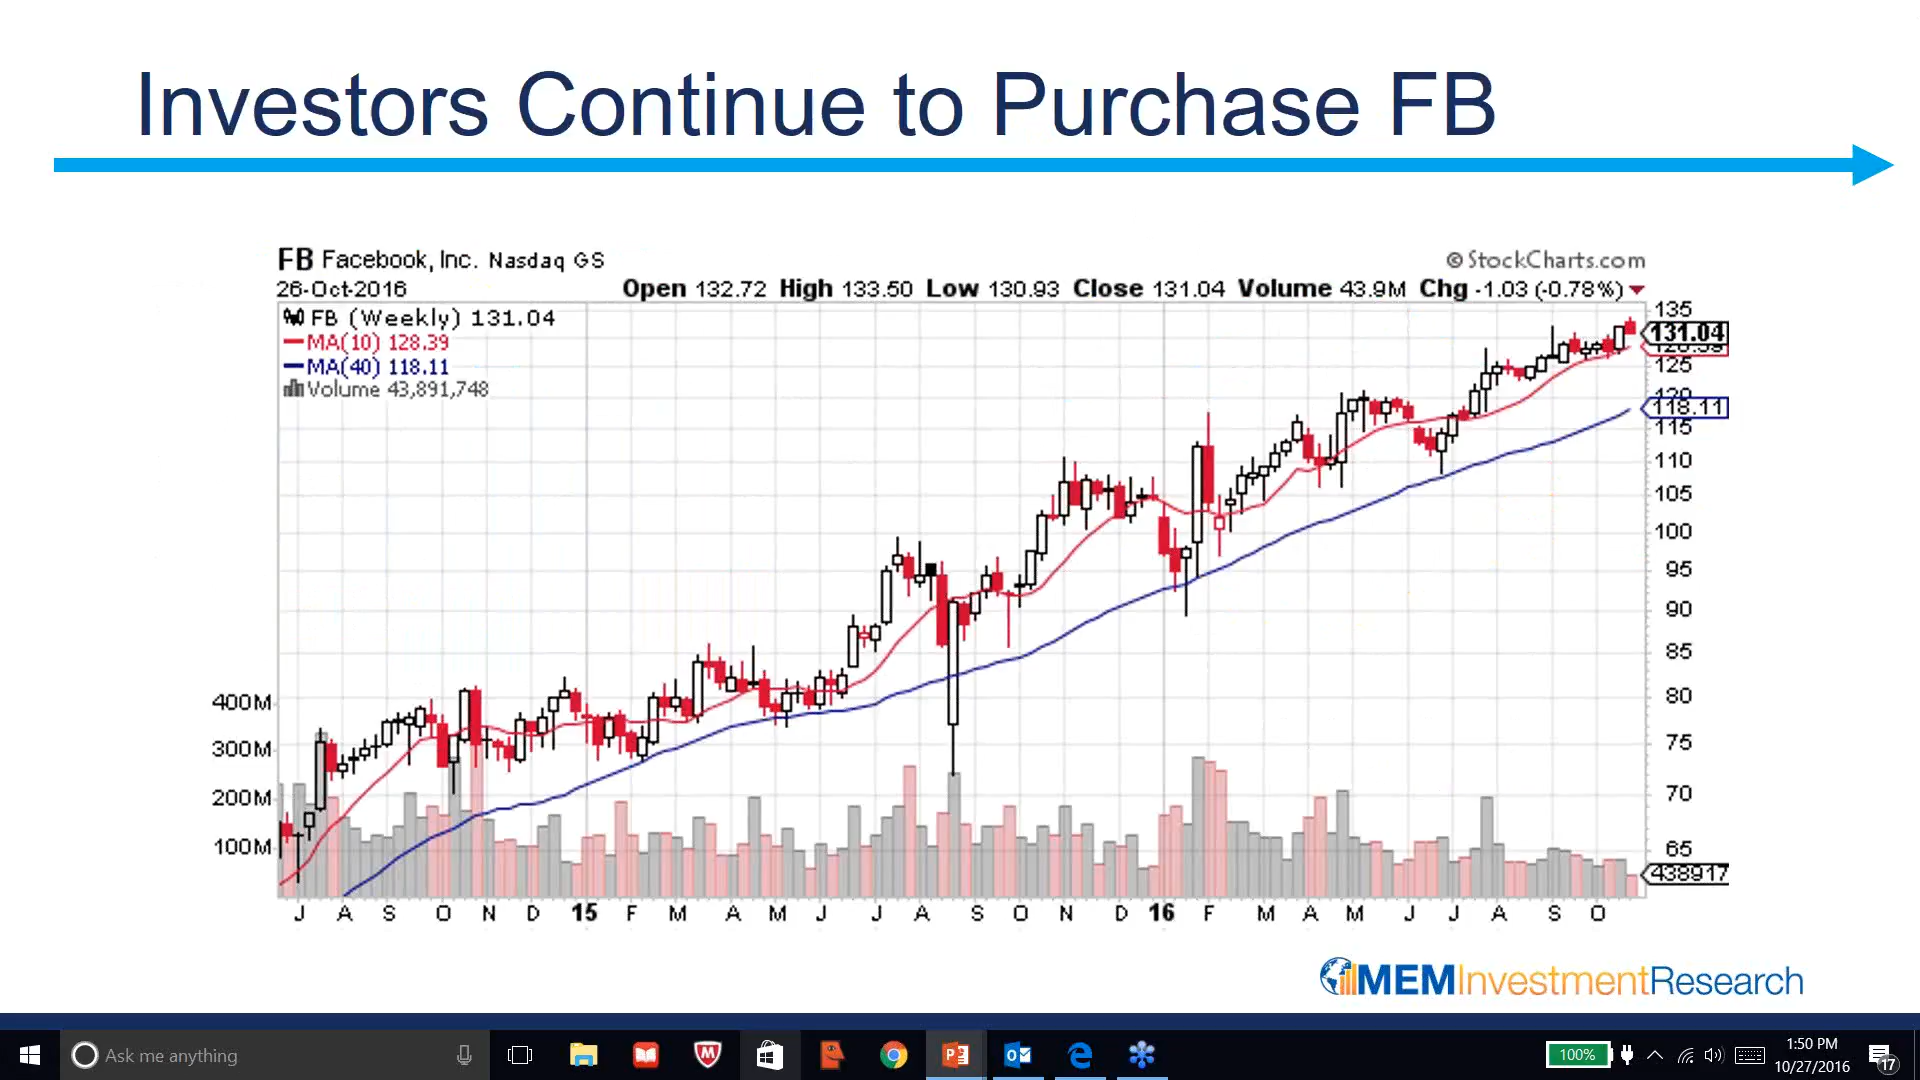 Investors Continue to Purchase FB
FB Facebook, Inc. Nasdaq GS © StockCharts.com
26-Oct-2016 Open 132.72 High 133.50 Low 130.93 Close 131.04 Volume 43.9M Chg -1.03 (-0.78%)
FB (Weekly) 131.04
MA(10) 128.39
MA(40) 118.11
Volume 43,891,748
135
131.04
125
120
118.11
115
110
105
100
95
90
85
80
75
70
65
438917
400M
300M
200M
100M
J A S O N D 15 F M A M J J A S O N D 16 F M A M J J A S O
MEMInvestmentResearch
Ask me anything
100%
1:50 PM
10/27/2016
17